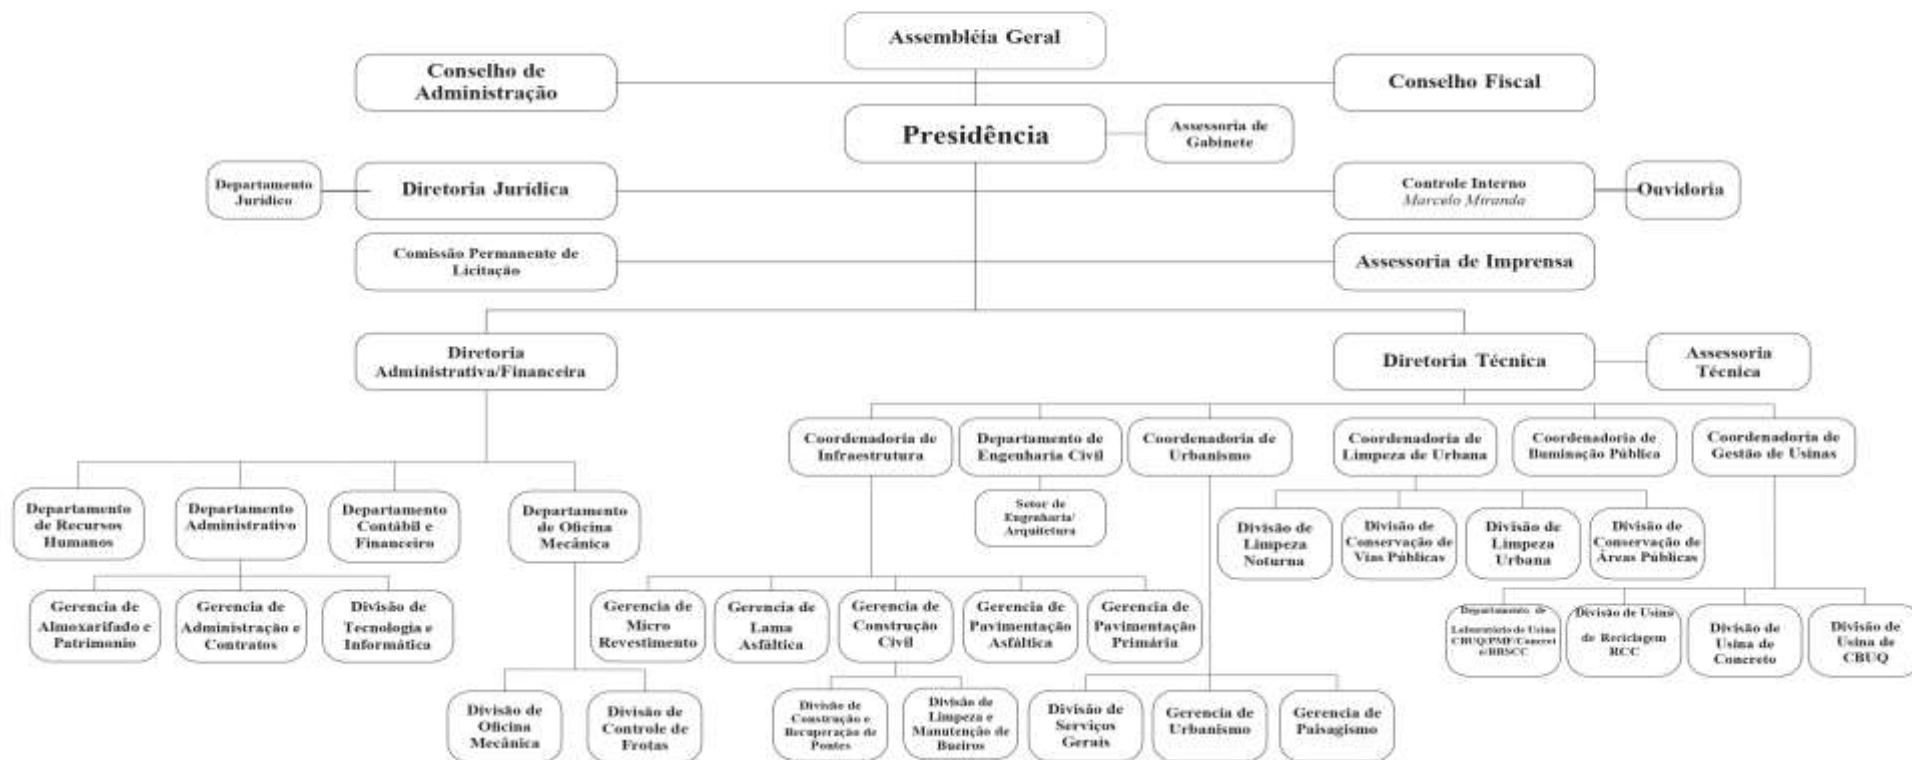 Assembléia Geral
Conselho de
Administração
Conselho Fiscal
Presidência
Assessoria de
Gabinete
Departamento
Jurídico
Diretoria Jurídica
Controle Interno
Marcelo Miranda
Ouvidoria
Comissão Permanente de
Licitação
Assessoria de Imprensa
Diretoria
Administrativa/Financeira
Diretoria Técnica
Assessoria
Técnica
Coordenadoria de
Infraestrutura
Departamento de
Engenharia Civil
Coordenadoria de
Urbanismo
Coordenadoria de
Limpeza de Urbana
Coordenadoria de
Iluminação Pública
Coordenadoria de
Gestão de Usinas
Departamento
de Recursos
Humanos
Departamento
Administrativo
Departamento
Contábil e
Financeiro
Departamento
de Oficina
Mecânica
Setor de
Engenharia/
Arquitetura
Divisão de
Limpeza
Noturna
Divisão de
Conservação de
Vias Públicas
Divisão de
Limpeza
Urbana
Divisão de
Conservação de
Áreas Públicas
Gerencia de
Almoxarifado e
Patrimonio
Gerencia de
Administração e
Contratos
Divisão de
Tecnologia e
Informática
Gerencia de
Micro
Revestimento
Gerencia de
Lama
Asfáltica
Gerencia de
Construção
Civil
Gerencia de
Pavimentação
Asfáltica
Gerencia de
Pavimentação
Primária
Departamento de
Laboratório de Usina
CBUQ/PMF/Concret
o/BBSCC
Divisão de Usina
de Reciclagem
RCC
Divisão de
Usina de
Concreto
Divisão de
Usina de
CBUQ
Divisão de
Oficina
Mecânica
Divisão de
Controle de
Frotas
Divisão de
Construção e
Recuperação de
Pontes
Divisão de
Limpeza e
Manutenção de
Bueiros
Divisão de
Serviços
Gerais
Gerencia de
Urbanismo
Gerencia de
Paisagismo